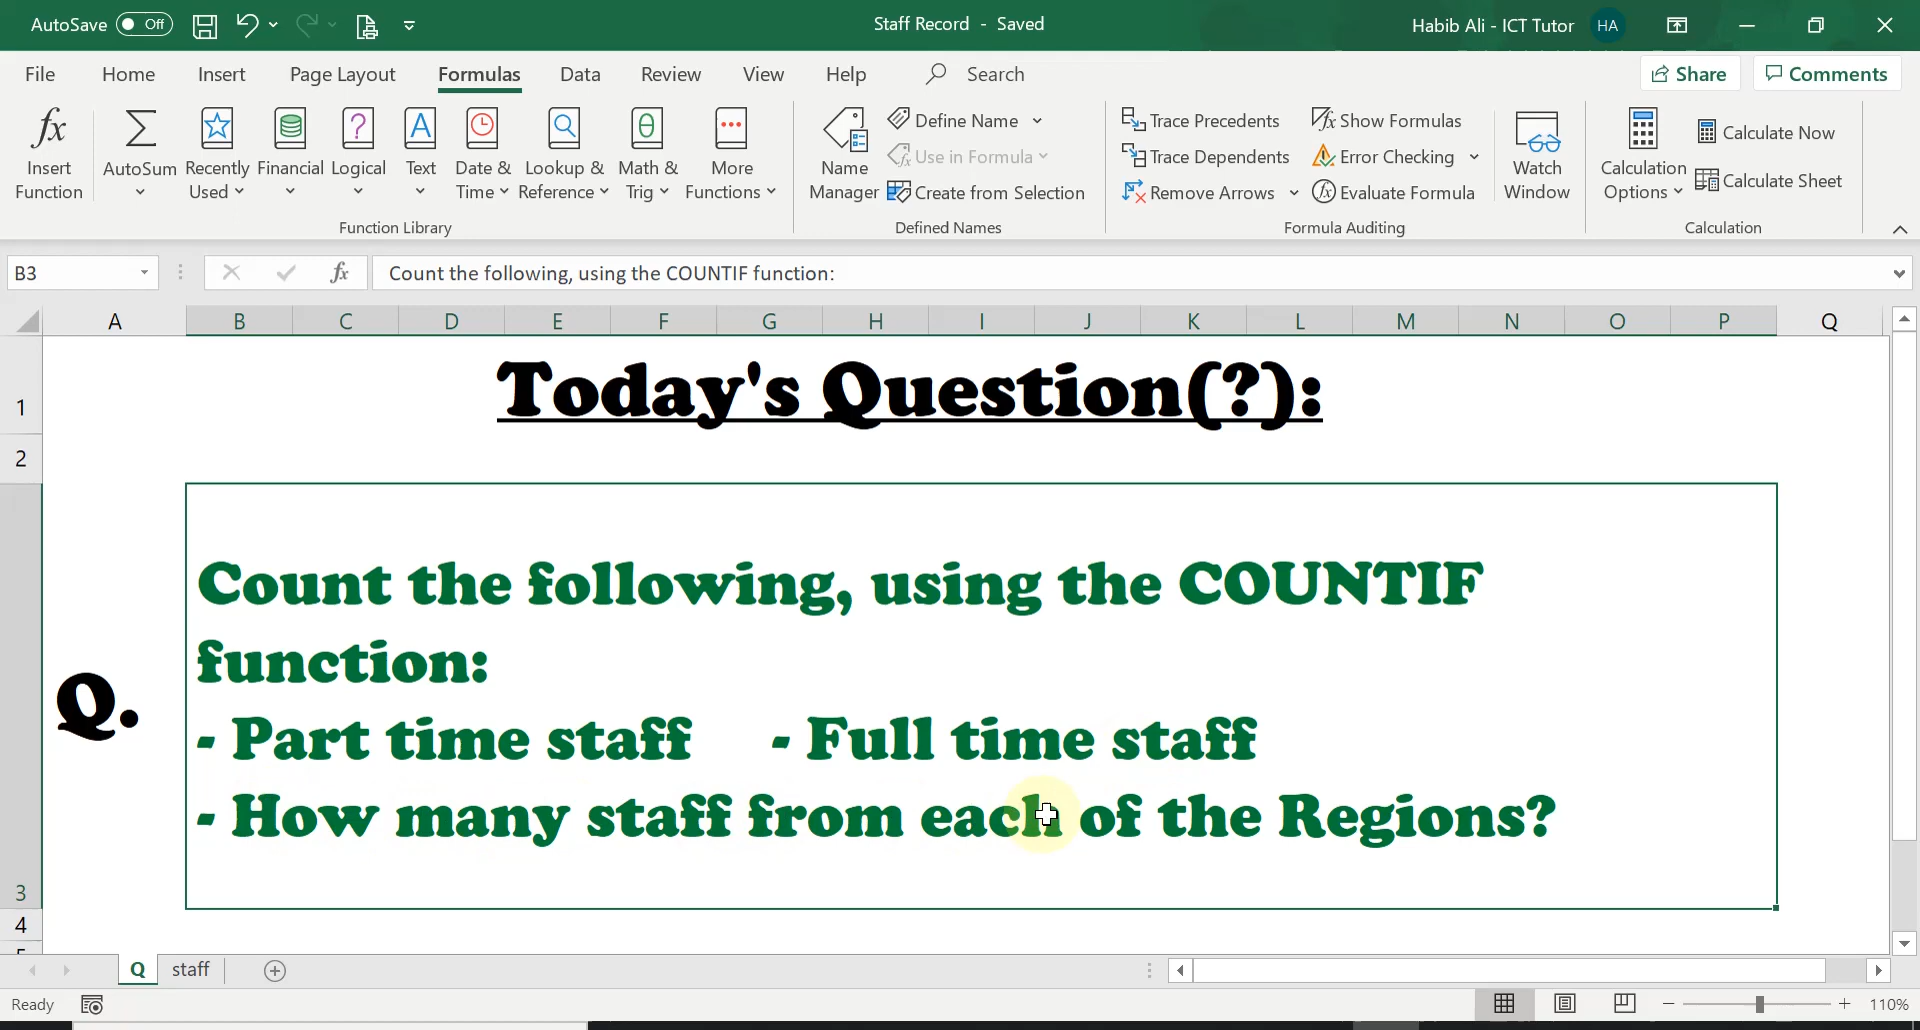 AutoSave Off Staff Record - Saved Habib Ali - ICT Tutor HA
File Home Insert Page Layout Formulas Data Review View Help Search Share Comments
fx Insert Function
Σ AutoSum
Recently Used
Financial
Logical
Text
Date & Time
Lookup & Reference
Math & Trig
More Functions
Function Library
Name Manager
Define Name
Use in Formula
Create from Selection
Defined Names
Trace Precedents
Trace Dependents
Remove Arrows
Show Formulas
Error Checking
Evaluate Formula
Formula Auditing
Watch Window
Calculation Options
Calculate Now
Calculate Sheet
Calculation
B3 fx Count the following, using the COUNTIF function:
A B C D E F G H I J K L M N O P Q
1 Today's Question(?):
2
Count the following, using the COUNTIF
function:
Q.
- Part time staff - Full time staff
- How many staff from each of the Regions?
3
4
Q staff
Ready 110%